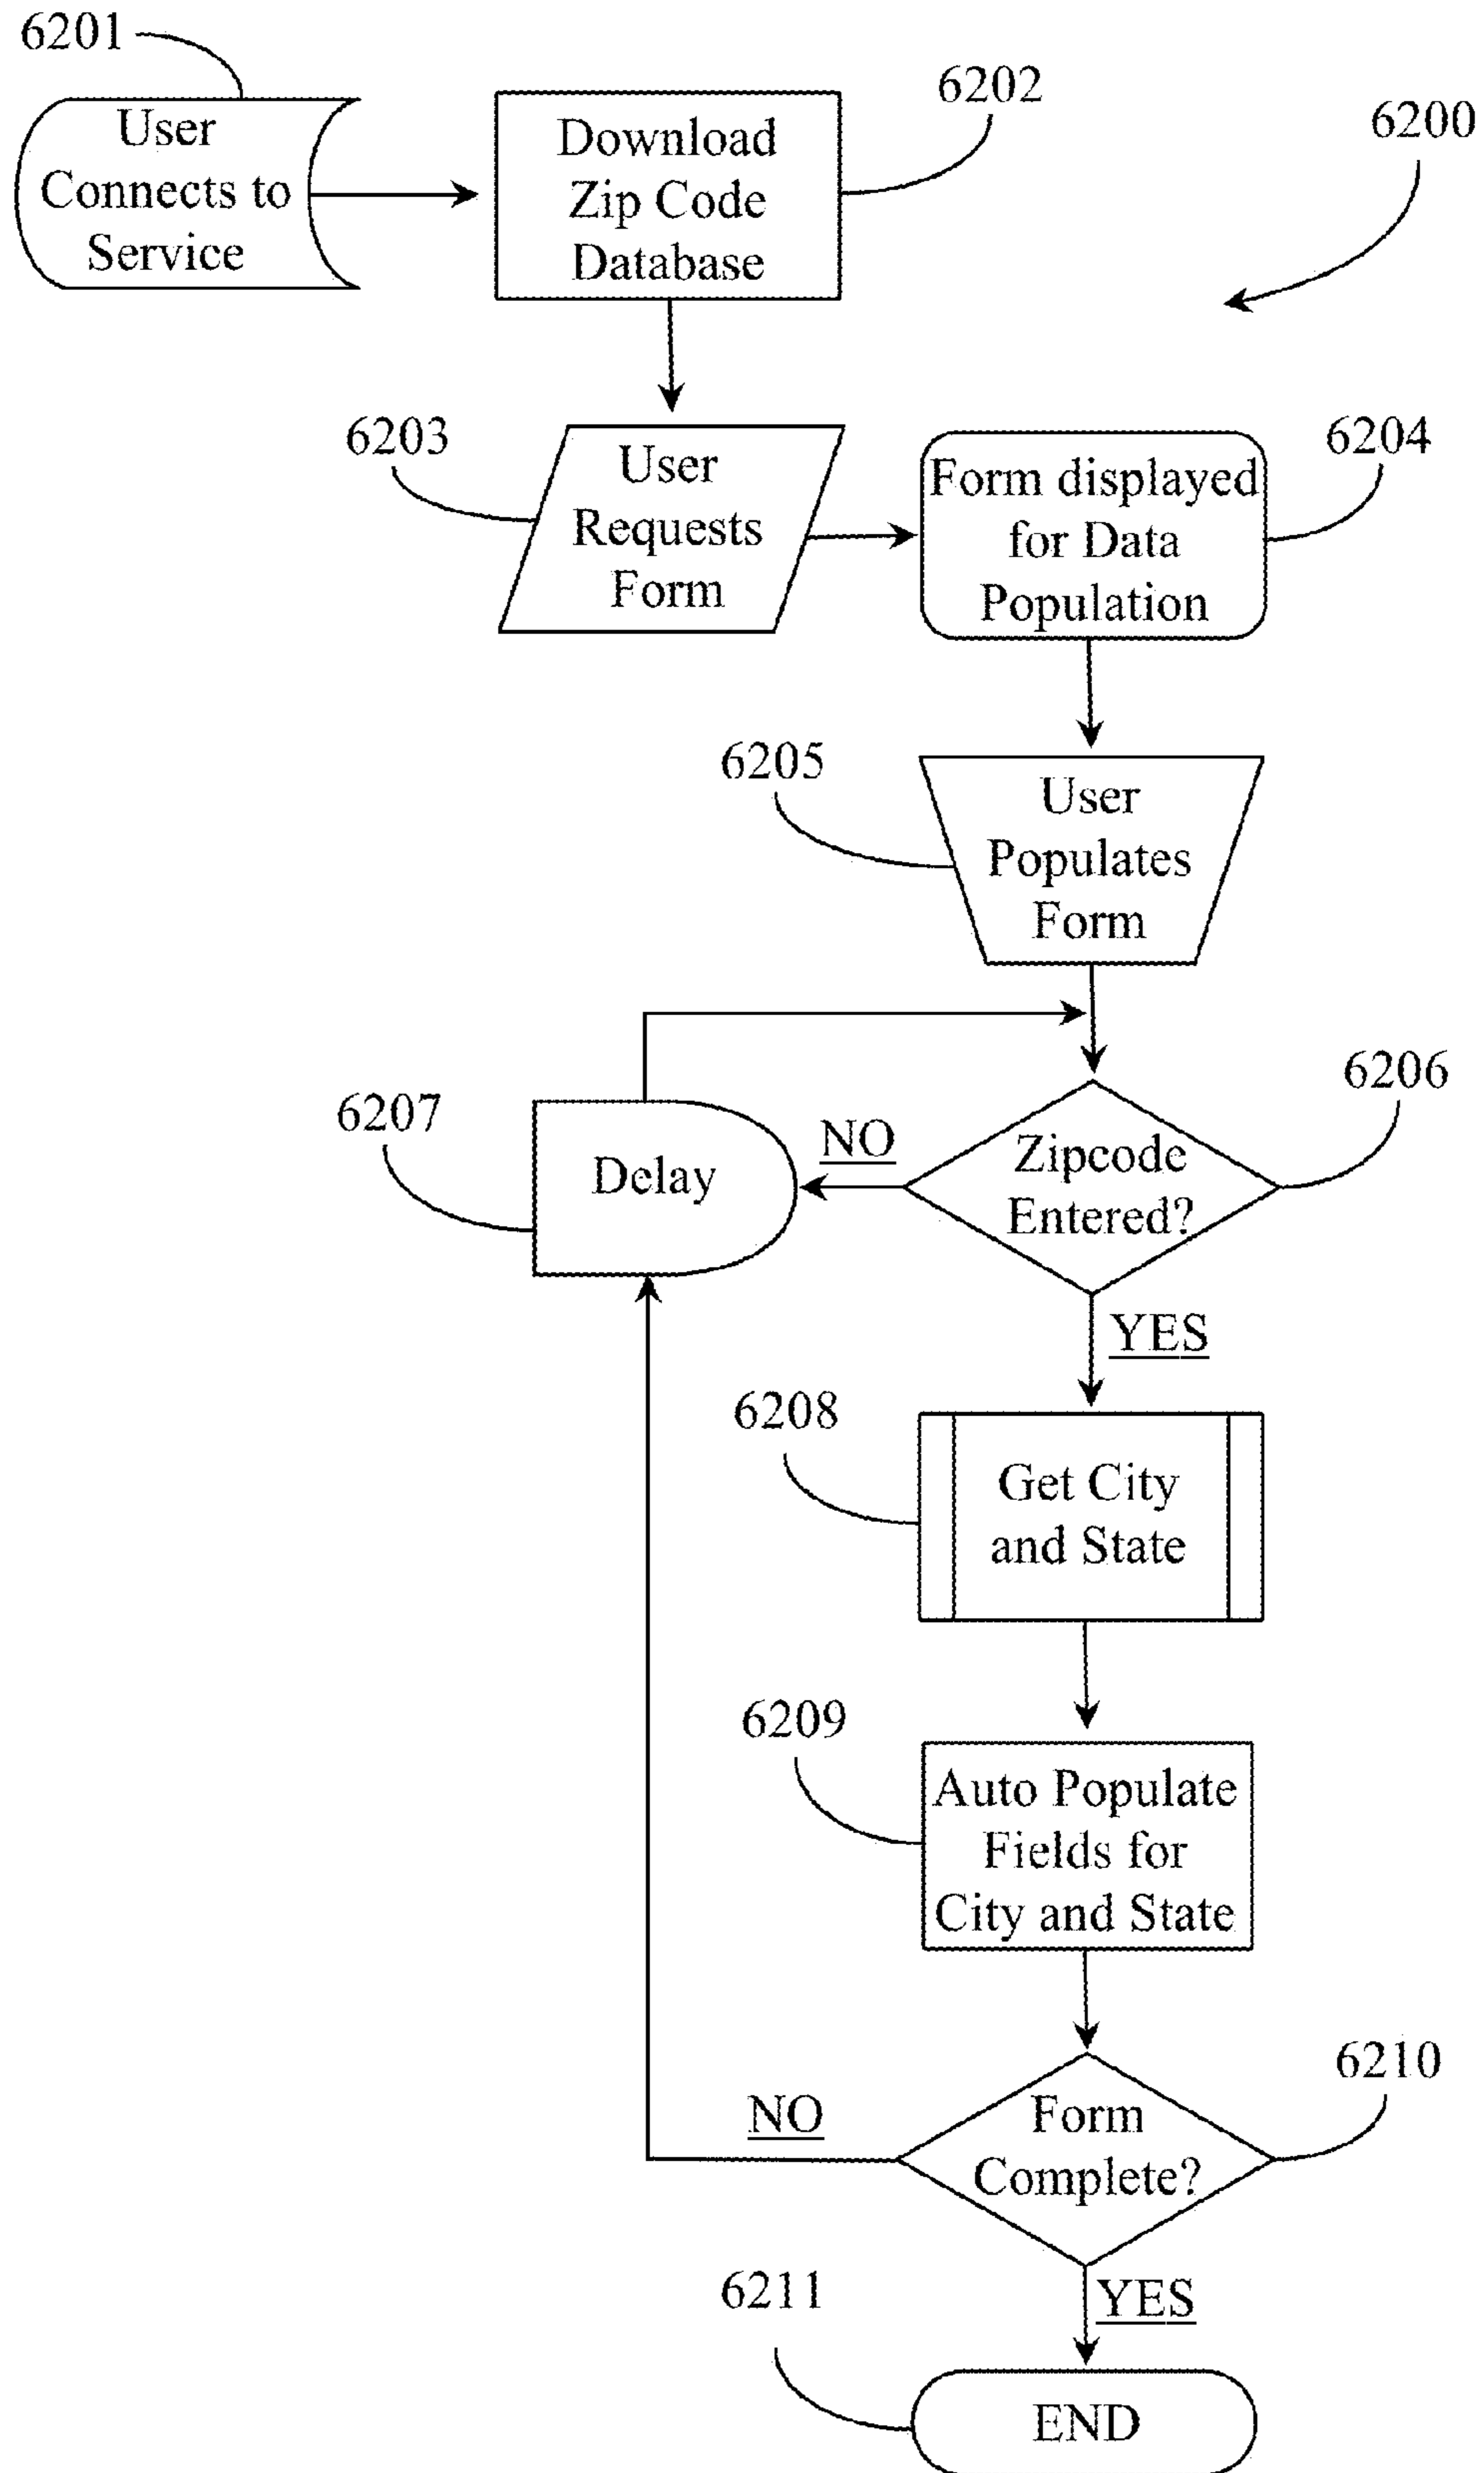 6201
User
Connects to
Service
6202
Download
Zip Code
Database
6200
6203
User
Requests
Form
6204
Form displayed
for Data
Population
6205
User
Populates
Form
6206
Zipcode
Entered?
NO
6207
Delay
YES
6208
Get City
and State
6209
Auto Populate
Fields for
City and State
6210
Form
Complete?
NO
YES
6211
END